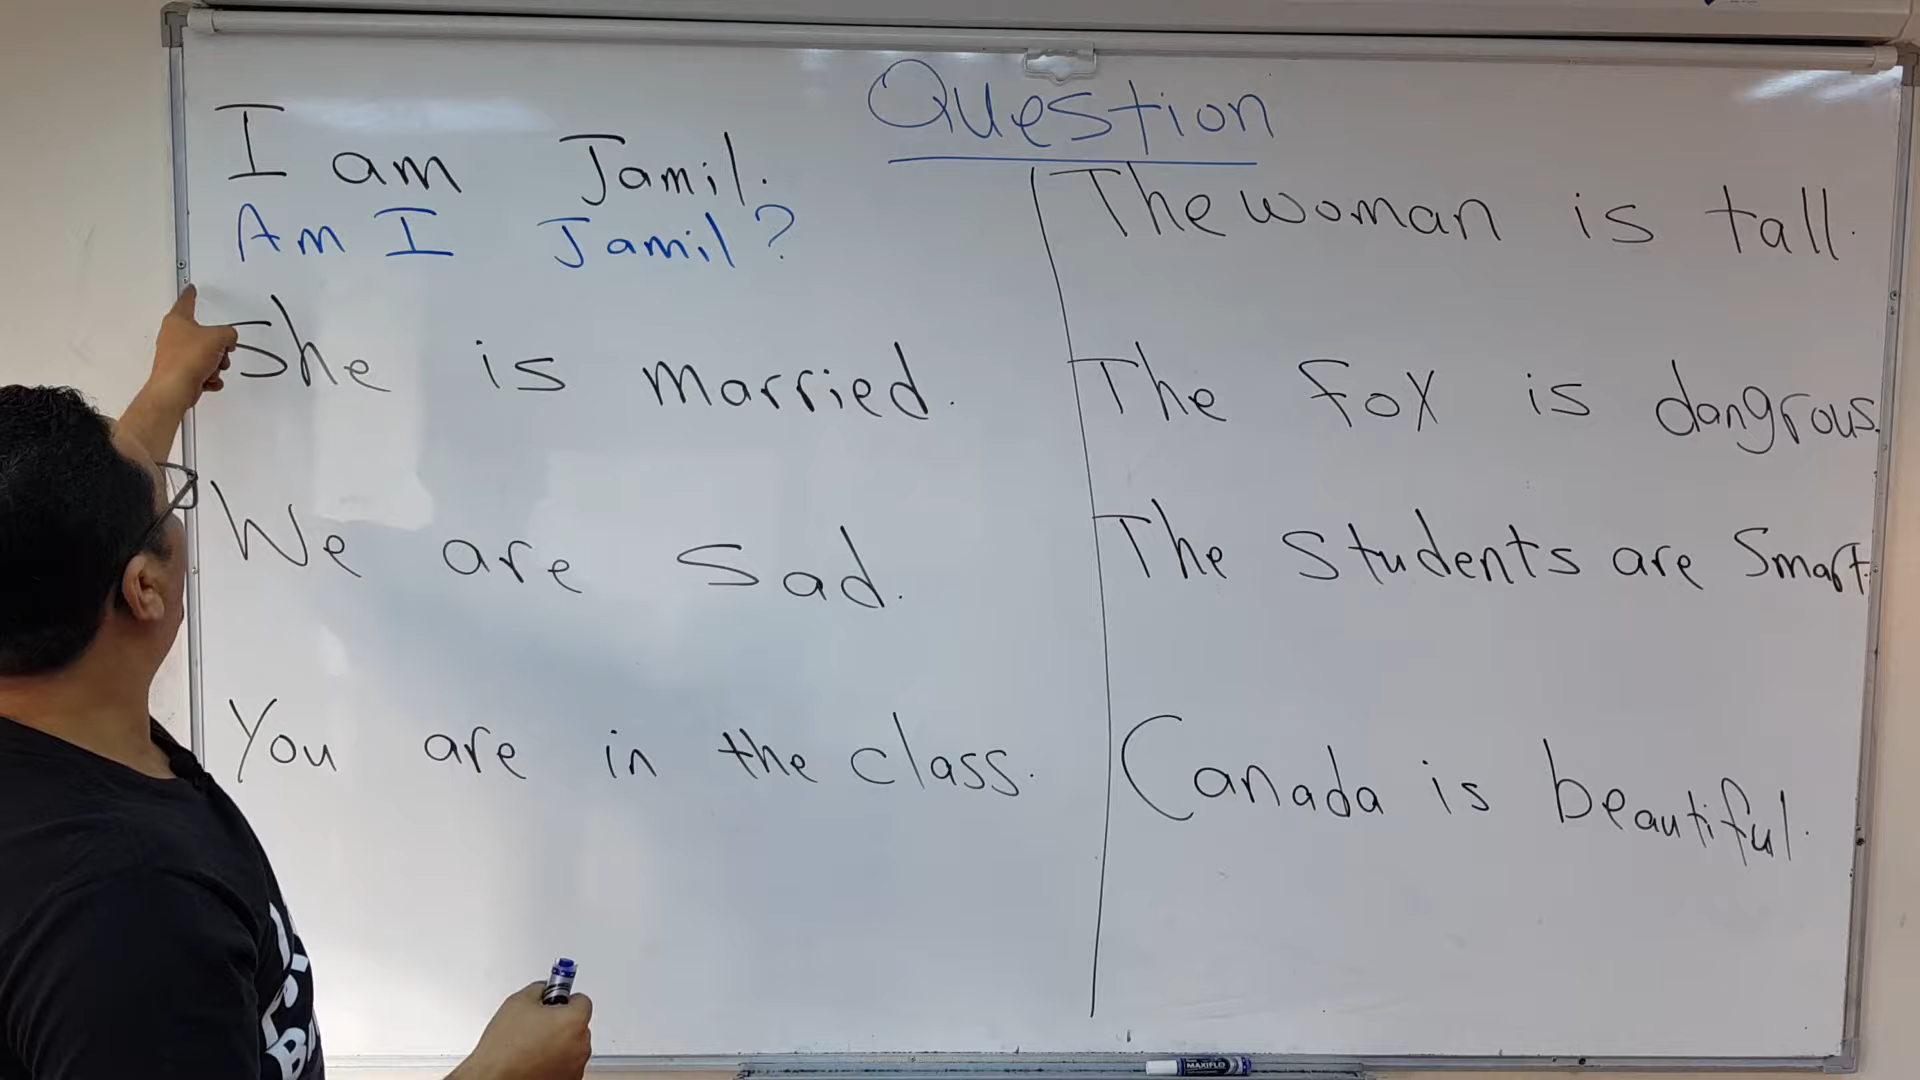 Question
I am Jamil.
Am I Jamil?
She is married.
We are sad.
You are in the class.
The woman is tall.
The fox is dangrous.
The students are smart.
Canada is beautiful.
MAXIFLO